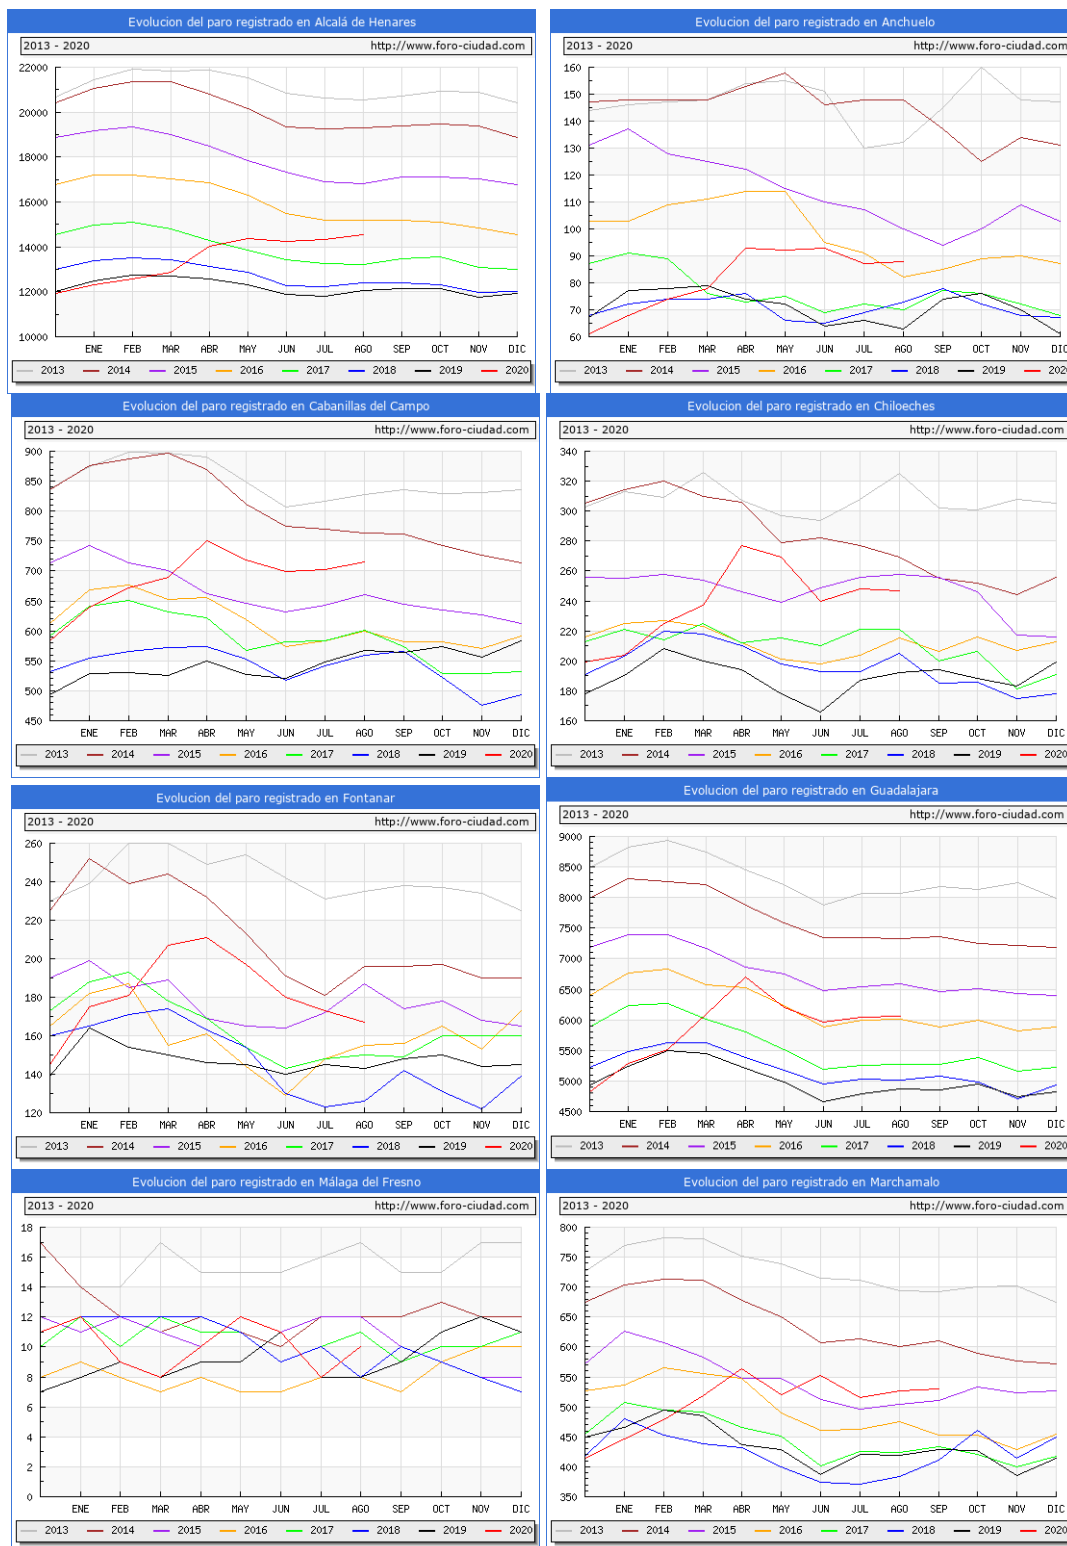 Evolucion del paro registrado en Alcalá de Henares
2013 - 2020 http://www.foro-ciudad.com
22000
20000
18000
16000
14000
12000
10000
ENE FEB MAR ABR MAY JUN JUL AGO SEP OCT NOV DIC
2013 2014 2015 2016 2017 2018 2019 2020
Evolucion del paro registrado en Anchuelo
2013 - 2020 http://www.foro-ciudad.com
160
150
140
130
120
110
100
90
80
70
60
ENE FEB MAR ABR MAY JUN JUL AGO SEP OCT NOV DIC
2013 2014 2015 2016 2017 2018 2019 2020
Evolucion del paro registrado en Cabanillas del Campo
2013 - 2020 http://www.foro-ciudad.com
900
850
800
750
700
650
600
550
500
450
ENE FEB MAR ABR MAY JUN JUL AGO SEP OCT NOV DIC
2013 2014 2015 2016 2017 2018 2019 2020
Evolucion del paro registrado en Chiloeches
2013 - 2020 http://www.foro-ciudad.com
340
320
300
280
260
240
220
200
180
160
ENE FEB MAR ABR MAY JUN JUL AGO SEP OCT NOV DIC
2013 2014 2015 2016 2017 2018 2019 2020
Evolucion del paro registrado en Fontanar
2013 - 2020 http://www.foro-ciudad.com
260
240
220
200
180
160
140
120
ENE FEB MAR ABR MAY JUN JUL AGO SEP OCT NOV DIC
2013 2014 2015 2016 2017 2018 2019 2020
Evolucion del paro registrado en Guadalajara
2013 - 2020 http://www.foro-ciudad.com
9000
8500
8000
7500
7000
6500
6000
5500
5000
4500
ENE FEB MAR ABR MAY JUN JUL AGO SEP OCT NOV DIC
2013 2014 2015 2016 2017 2018 2019 2020
Evolucion del paro registrado en Málaga del Fresno
2013 - 2020 http://www.foro-ciudad.com
18
16
14
12
10
8
6
4
2
0
ENE FEB MAR ABR MAY JUN JUL AGO SEP OCT NOV DIC
2013 2014 2015 2016 2017 2018 2019 2020
Evolucion del paro registrado en Marchamalo
2013 - 2020 http://www.foro-ciudad.com
800
750
700
650
600
550
500
450
400
350
ENE FEB MAR ABR MAY JUN JUL AGO SEP OCT NOV DIC
2013 2014 2015 2016 2017 2018 2019 2020